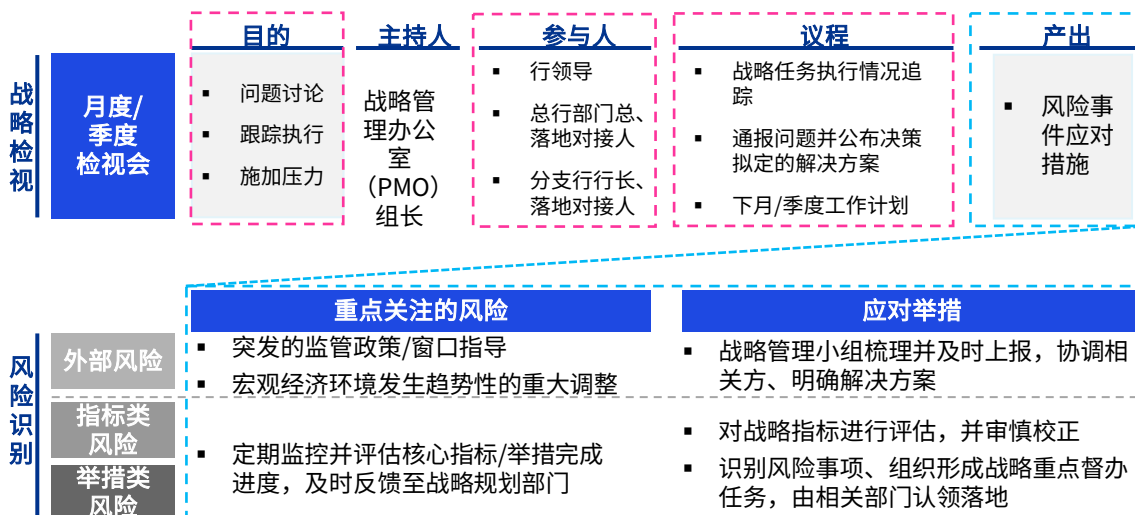 目的
主持人
参与人
议程
产出
战略检视
月度/
季度
检视会
▪ 问题讨论
▪ 跟踪执行
▪ 施加压力
战略管
理办公
室
（PMO）
组长
▪ 行领导
▪ 总行部门总、
落地对接人
▪ 分支行行长、
落地对接人
▪ 战略任务执行情况追
踪
▪ 通报问题并公布决策
拟定的解决方案
▪ 下月/季度工作计划
▪ 风险事
件应对
措施
重点关注的风险
应对举措
风险识别
外部风险
▪ 突发的监管政策/窗口指导
▪ 宏观经济环境发生趋势性的重大调整
▪ 战略管理小组梳理并及时上报，协调相
关方、明确解决方案
指标类
风险
举措类
风险
▪ 定期监控并评估核心指标/举措完成
进度，及时反馈至战略规划部门
▪ 对战略指标进行评估，并审慎校正
▪ 识别风险事项、组织形成战略重点督办
任务，由相关部门认领落地